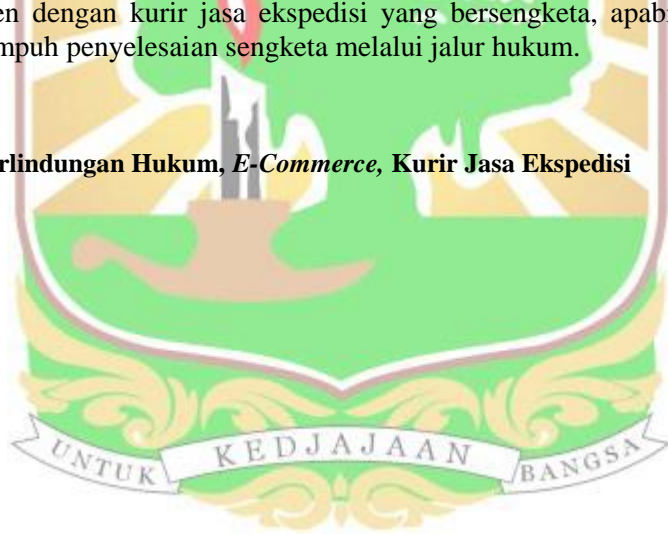 en dengan kurir jasa ekspedisi yang bersengketa, apab
mpuh penyelesaian sengketa melalui jalur hukum.
rlindungan Hukum, E-Commerce, Kurir Jasa Ekspedisi
UNTUK KEDJAJAAN BANGSA